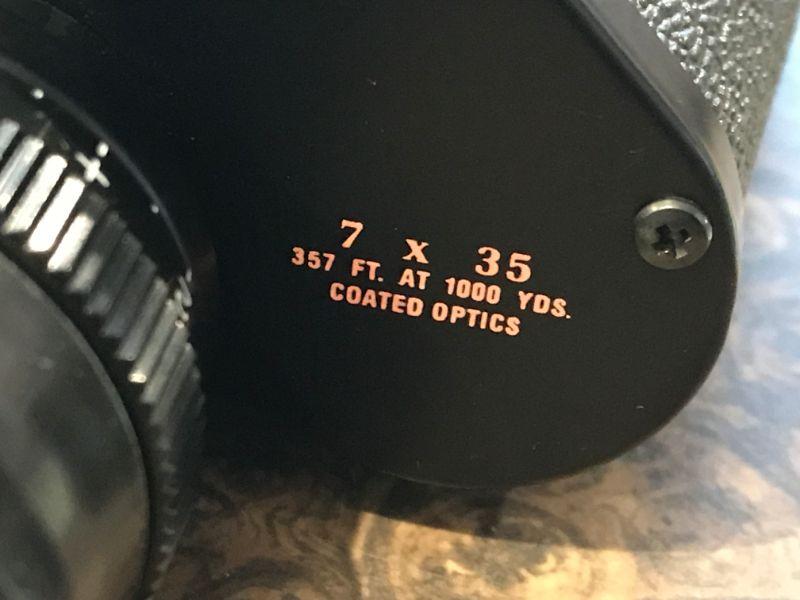 7 x 35
357 FT. AT 1000 YDS.
COATED OPTICS